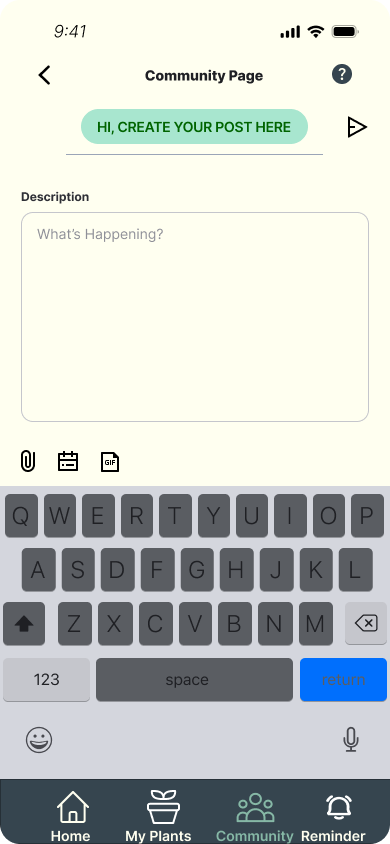 9:41
Community Page
?
HI, CREATE YOUR POST HERE
Description
What's Happening?
GIF
Q W E R T Y U I O P
A S D F G H J K L
Z X C V B N M
123 space return
Home My Plants Community Reminder